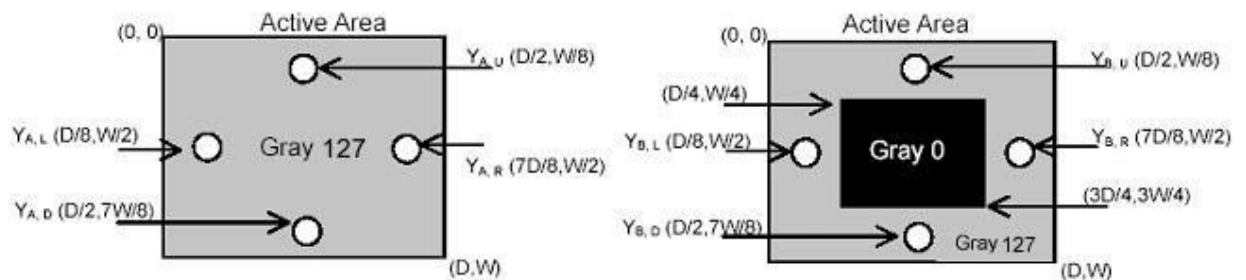 Active Area
(0, 0)
Y_A,U (D/2,W/8)
Y_A,L (D/8,W/2)
Gray 127
Y_A,R (7D/8,W/2)
Y_A,D (D/2,7W/8)
(D,W)
Active Area
(0, 0)
Y_B,U (D/2,W/8)
(D/4,W/4)
Y_B,L (D/8,W/2)
Gray 0
Y_B,R (7D/8,W/2)
(3D/4,3W/4)
Y_B,D (D/2,7W/8)
Gray 127
(D,W)